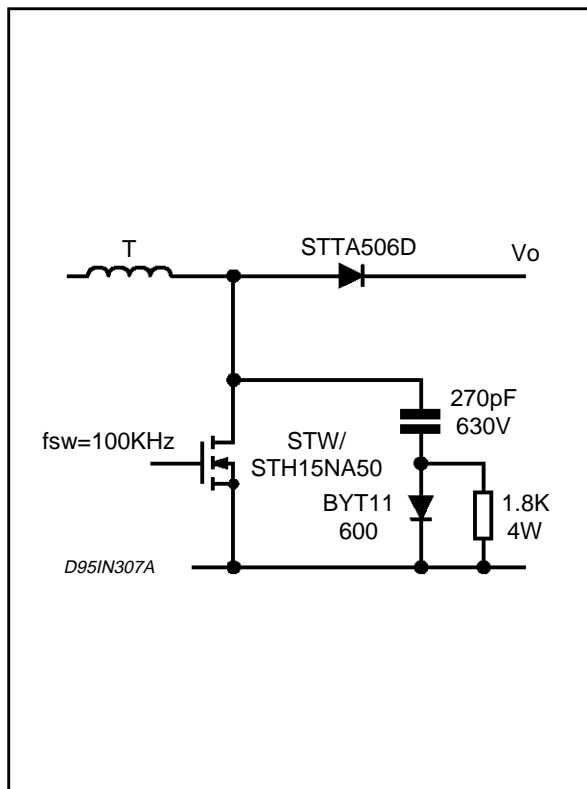 T
STTA506D
Vo
270pF
630V
fsw=100KHz
STW/
STH15NA50
BYT11
600
1.8K
4W
D95IN307A